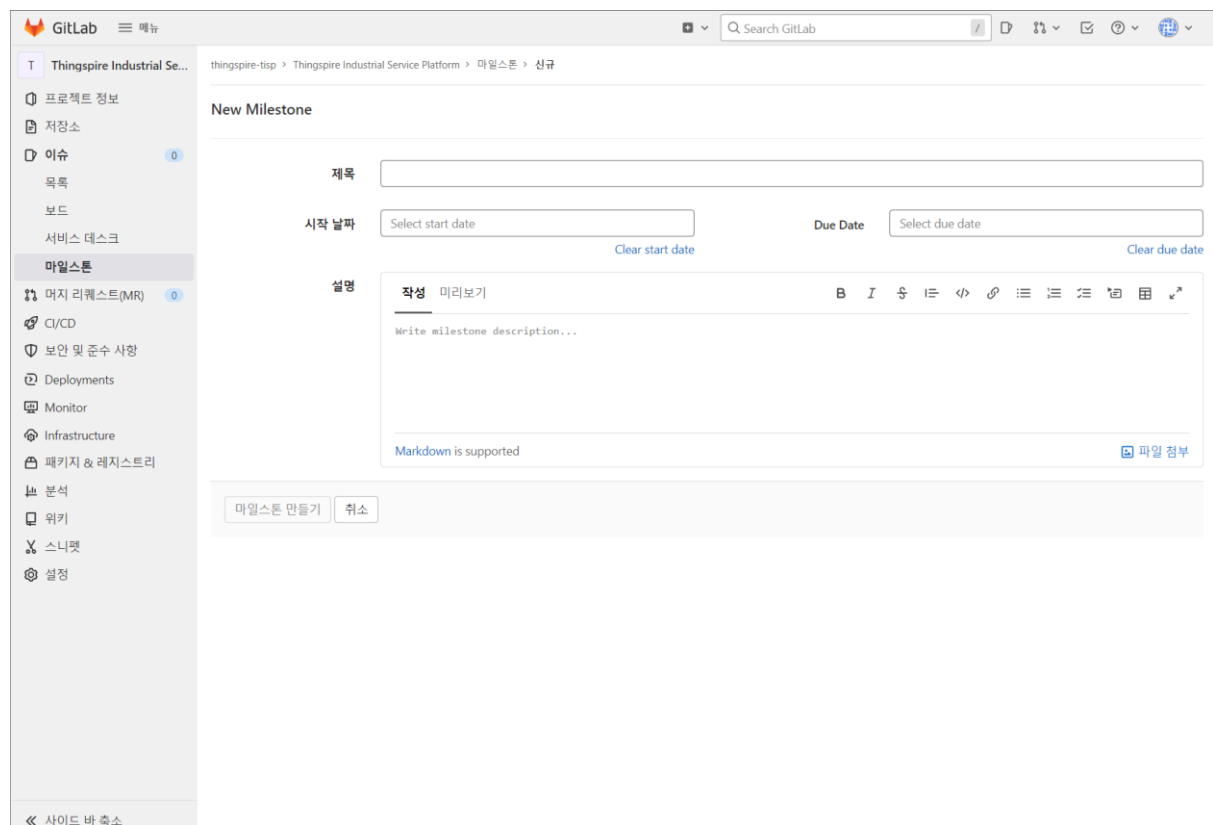 GitLab 메뉴 Search GitLab /
T Thingspire Industrial Se...
thingspire-tisp > Thingspire Industrial Service Platform > 마일스톤 > 신규
프로젝트 정보
New Milestone
저장소
이슈 0
목록
보드
서비스 데스크
마일스톤
머지 리퀘스트(MR) 0
CI/CD
보안 및 준수 사항
Deployments
Monitor
Infrastructure
패키지 & 레지스트리
분석
위키
스니펫
설정
사이드 바 축소
제목
시작 날짜 Select start date Due Date Select due date
Clear start date Clear due date
설명 작성 미리보기
Write milestone description...
Markdown is supported 파일 첨부
마일스톤 만들기 취소